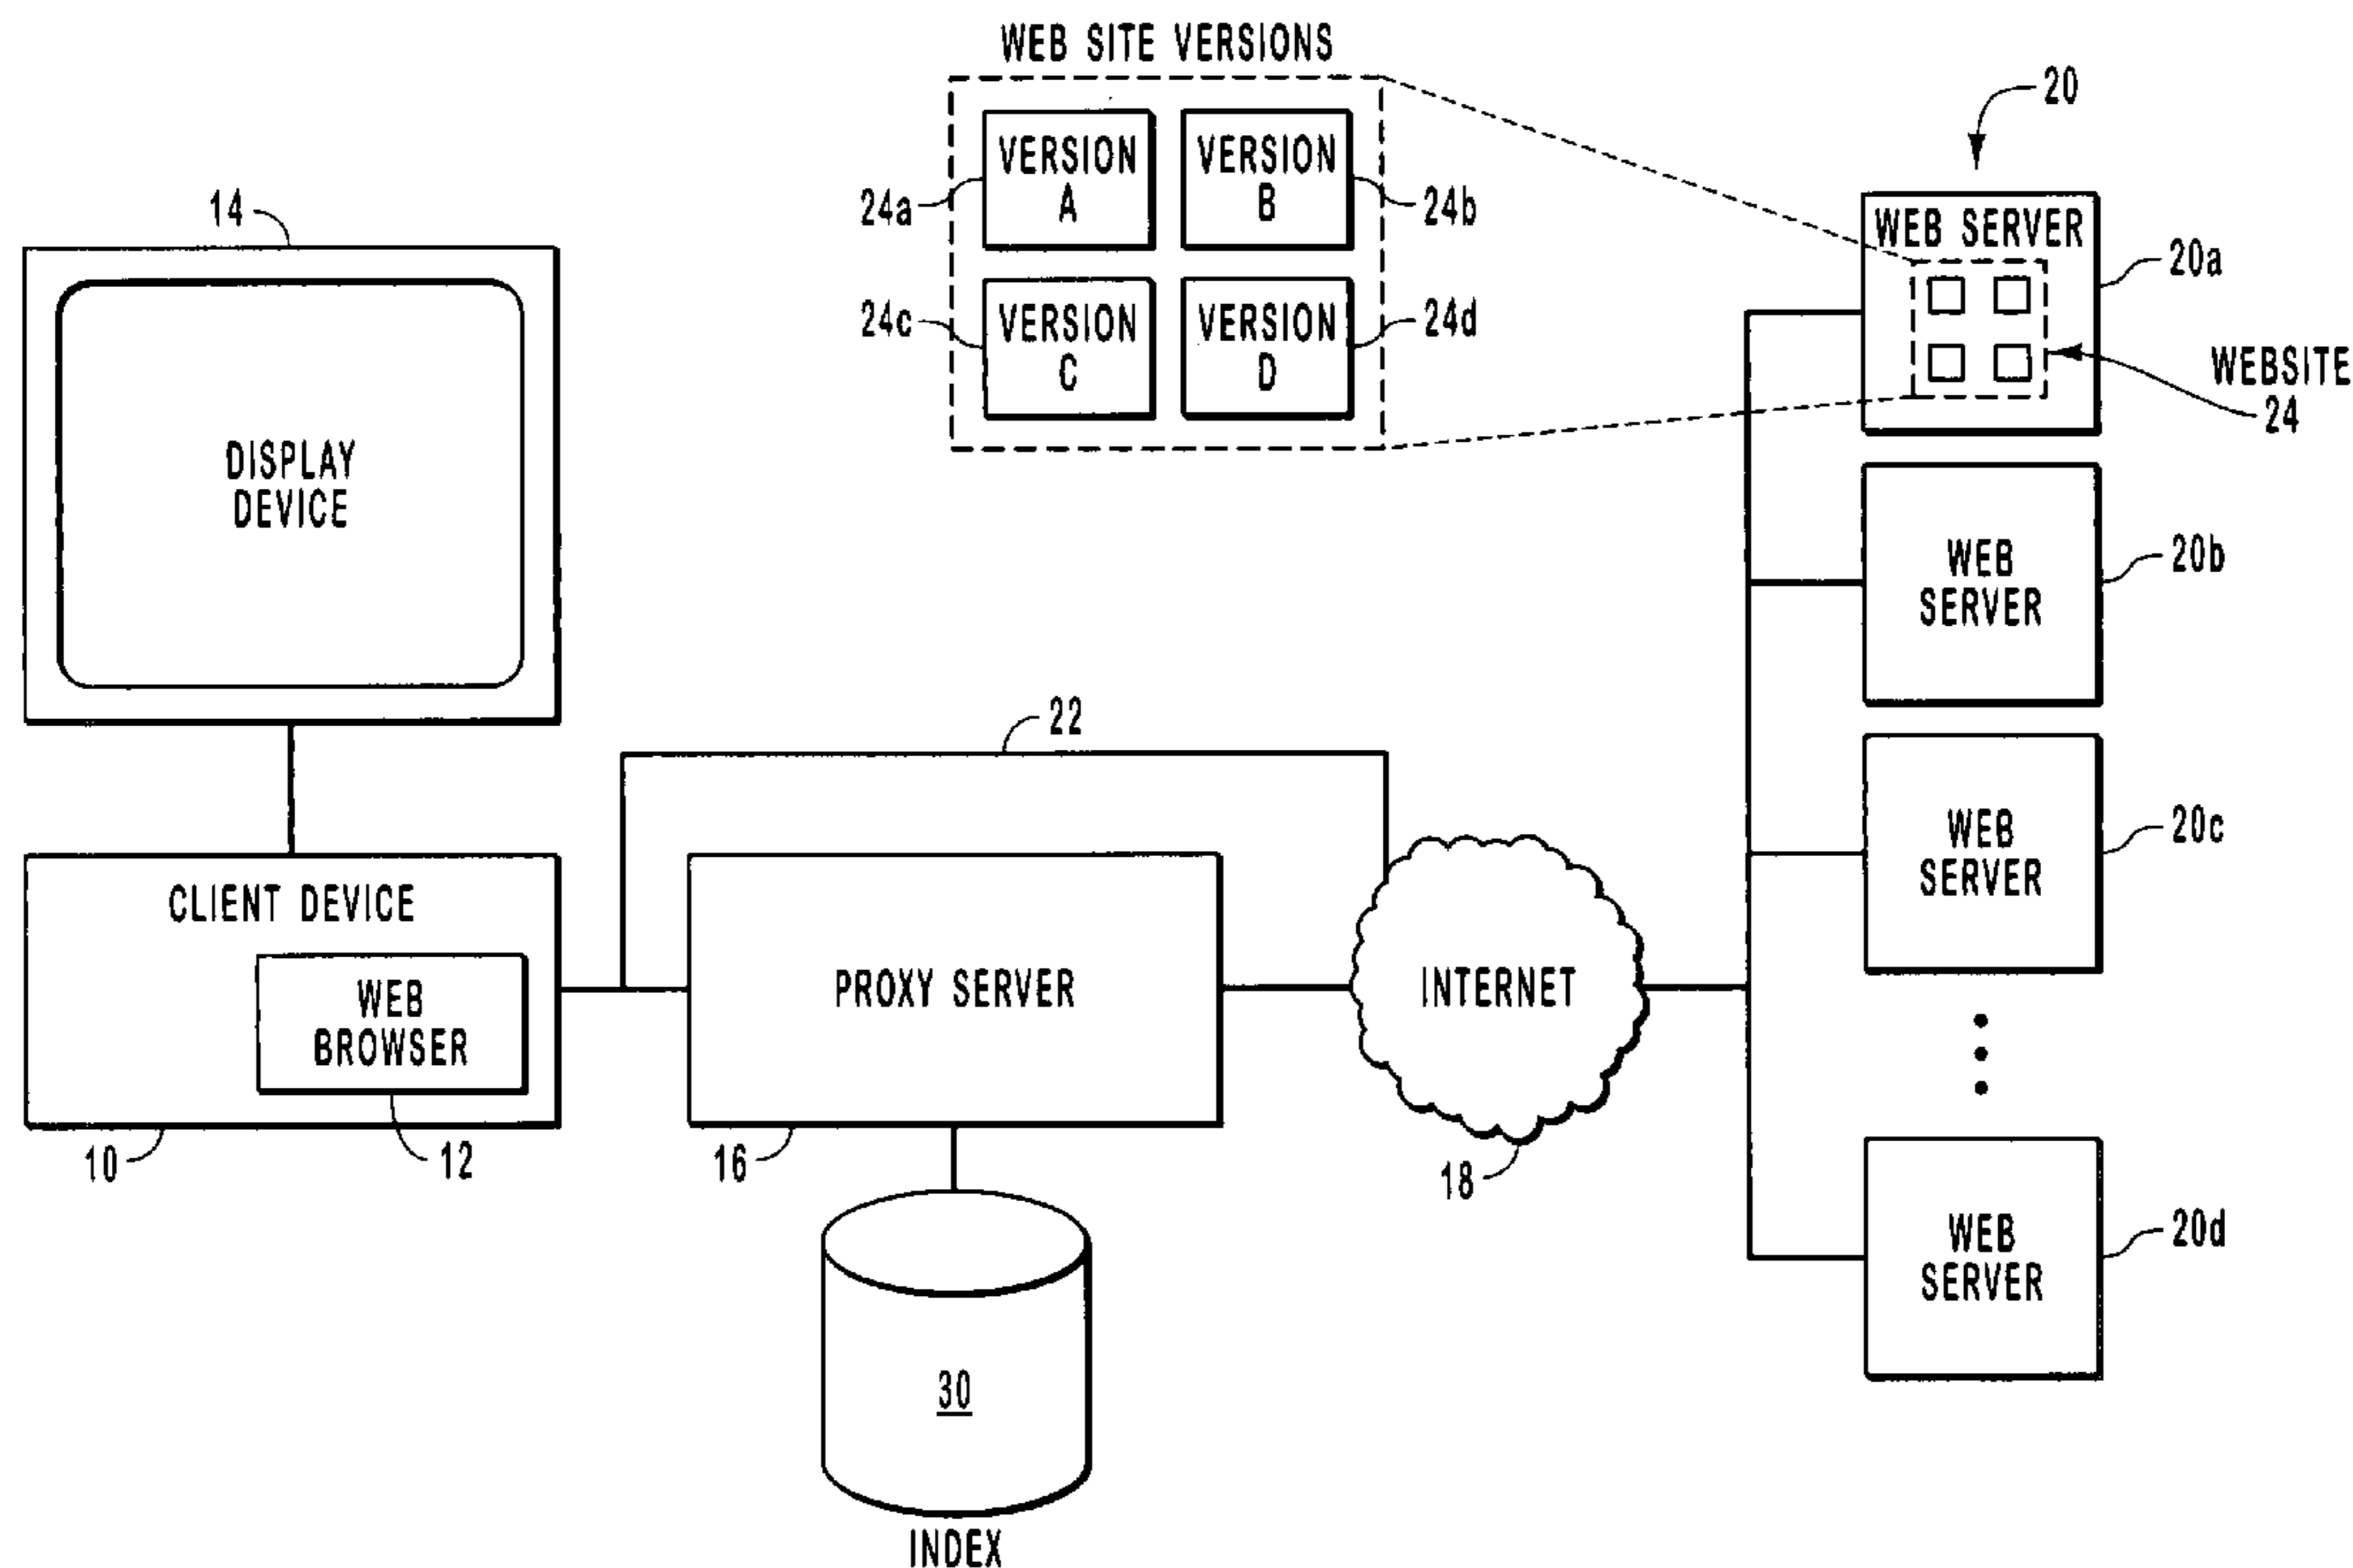 WEB SITE VERSIONS
VERSION
A
24a
VERSION
B
24b
VERSION
C
24c
VERSION
D
24d
20
WEB SERVER
20a
WEBSITE
24
14
DISPLAY
DEVICE
WEB
SERVER
20b
22
WEB
SERVER
20c
CLIENT DEVICE
WEB
BROWSER
10
12
PROXY SERVER
16
INTERNET
18
WEB
SERVER
20d
30
INDEX